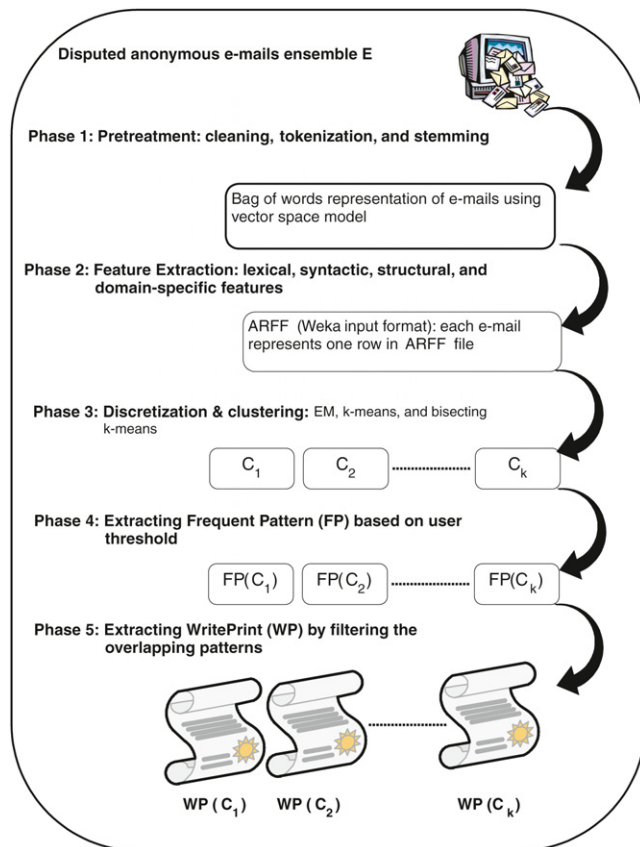 Disputed anonymous e-mails ensemble E
Phase 1: Pretreatment: cleaning, tokenization, and stemming
Bag of words representation of e-mails using
vector space model
Phase 2: Feature Extraction: lexical, syntactic, structural, and
domain-specific features
ARFF (Weka input format): each e-mail
represents one row in ARFF file
Phase 3: Discretization & clustering: EM, k-means, and bisecting
k-means
C1 C2 ...................... Ck
Phase 4: Extracting Frequent Pattern (FP) based on user
threshold
FP(C1) FP(C2) ...................... FP(Ck)
Phase 5: Extracting WritePrint (WP) by filtering the
overlapping patterns
......................
WP (C1) WP (C2) WP (Ck)